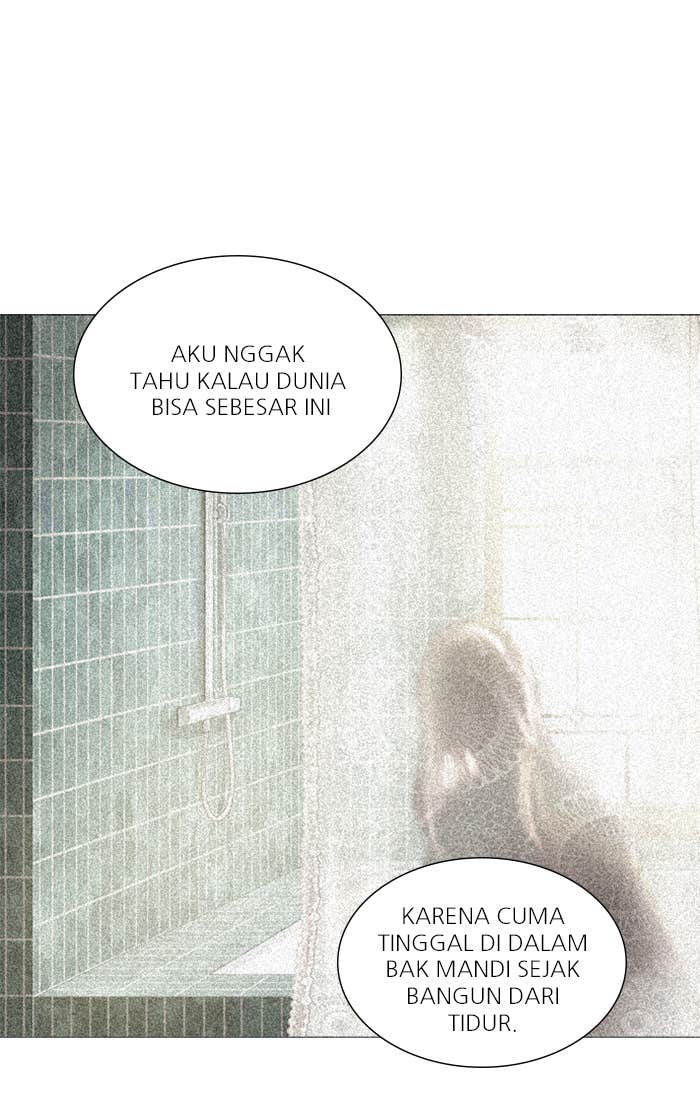 AKU NGGAK
TAHU KALAU DUNIA
BISA SEBESAR INI
KARENA CUMA
TINGGAL DI DALAM
BAK MANDI SEJAK
BANGUN DARI
TIDUR.